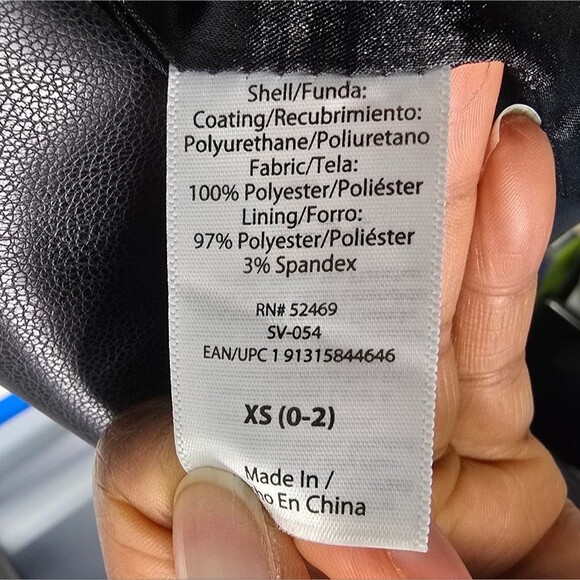 Shell/Funda:
Coating/Recubrimiento:
Polyurethane/Poliuretano
Fabric/Tela:
100% Polyester/Poliéster
Lining/Forro:
97% Polyester/Poliéster
3% Spandex
RN# 52469
SV-054
EAN/UPC 1 91315844646
XS (0-2)
Made In /
En China